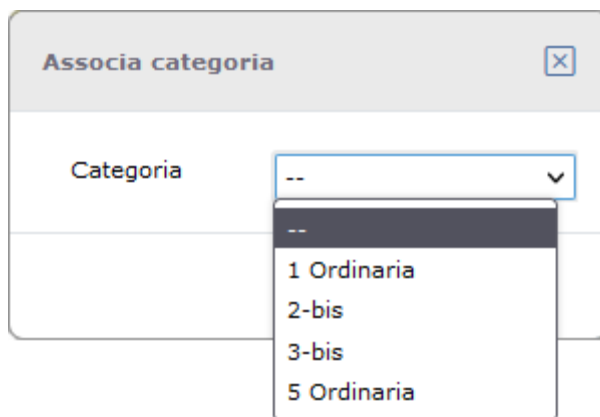 Associa categoria
Categoria
--
--
1 Ordinaria
2-bis
3-bis
5 Ordinaria